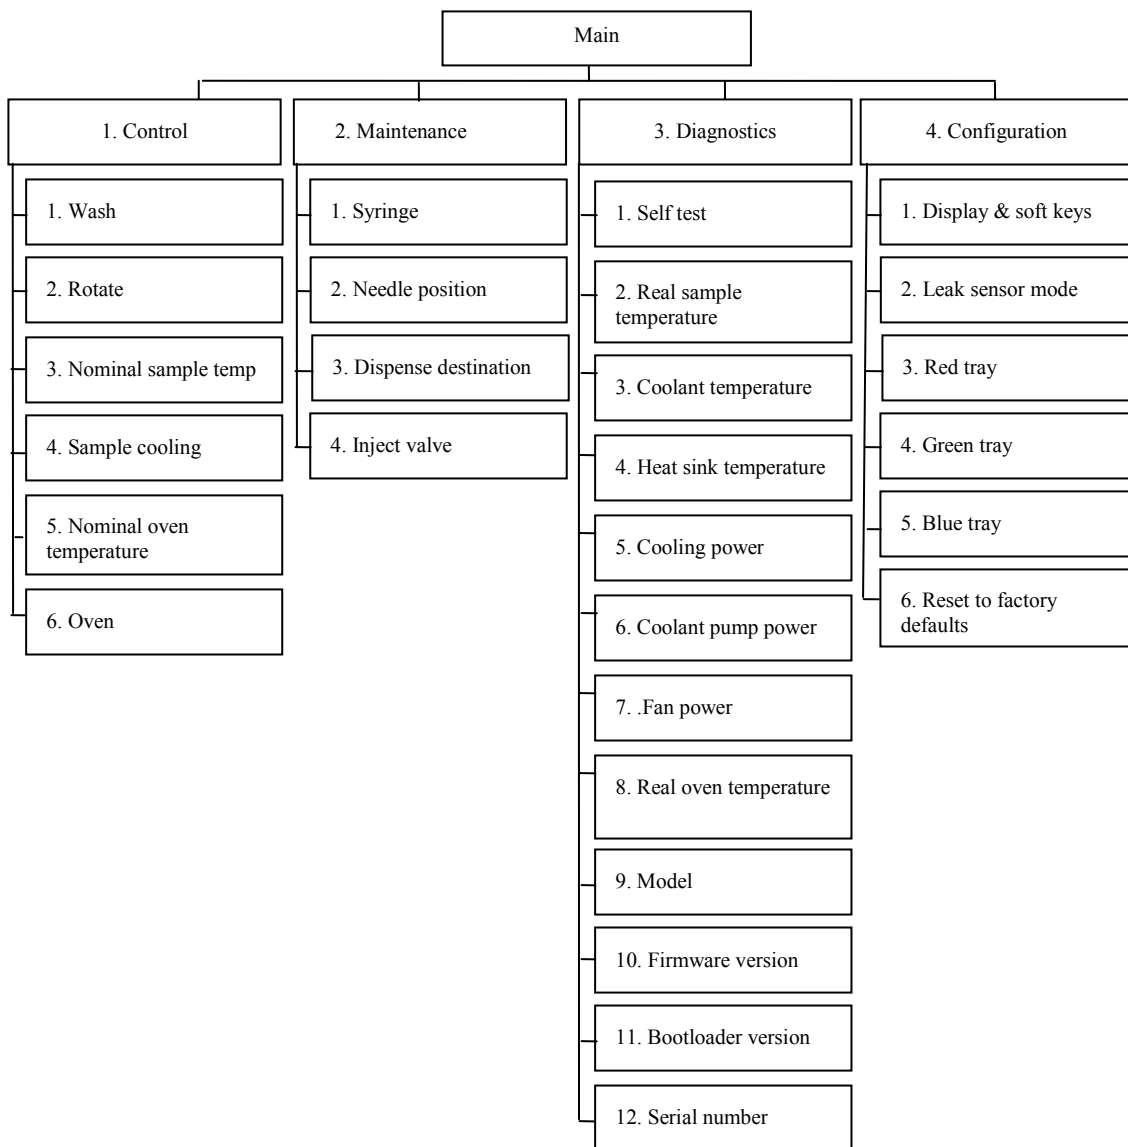 Main
1. Control
1. Wash
2. Rotate
3. Nominal sample temp
4. Sample cooling
5. Nominal oven
temperature
6. Oven
2. Maintenance
1. Syringe
2. Needle position
3. Dispense destination
4. Inject valve
3. Diagnostics
1. Self test
2. Real sample
temperature
3. Coolant temperature
4. Heat sink temperature
5. Cooling power
6. Coolant pump power
7. .Fan power
8. Real oven temperature
9. Model
10. Firmware version
11. Bootloader version
12. Serial number
4. Configuration
1. Display & soft keys
2. Leak sensor mode
3. Red tray
4. Green tray
5. Blue tray
6. Reset to factory
defaults